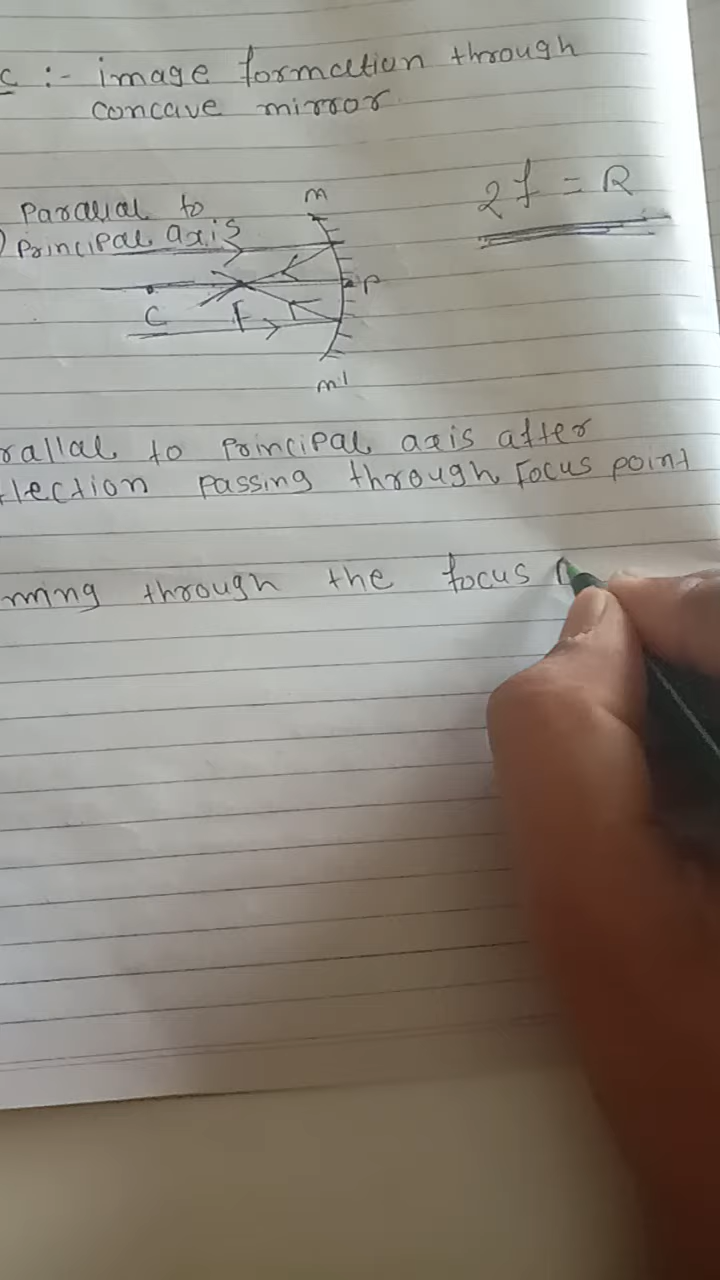 c :- image formation through
concave mirror
2f = R
Parallal to
) Principal axis
m
P
C
F
m'
rallal to Principal axis after
flection passing through Focus point
ming through the focus